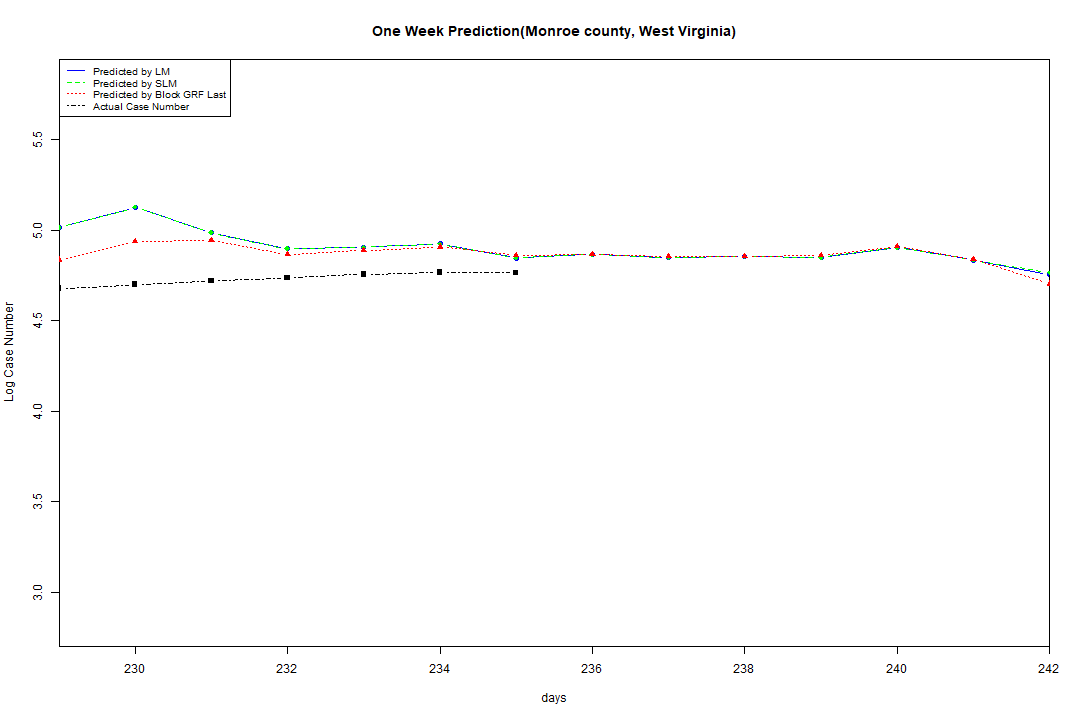 One Week Prediction(Monroe county, West Virginia)
Predicted by LM
Predicted by SLM
Predicted by Block GRF Last
Actual Case Number
5.5
5.0
4.5
4.0
3.5
3.0
Log Case Number
230 232 234 236 238 240 242
days